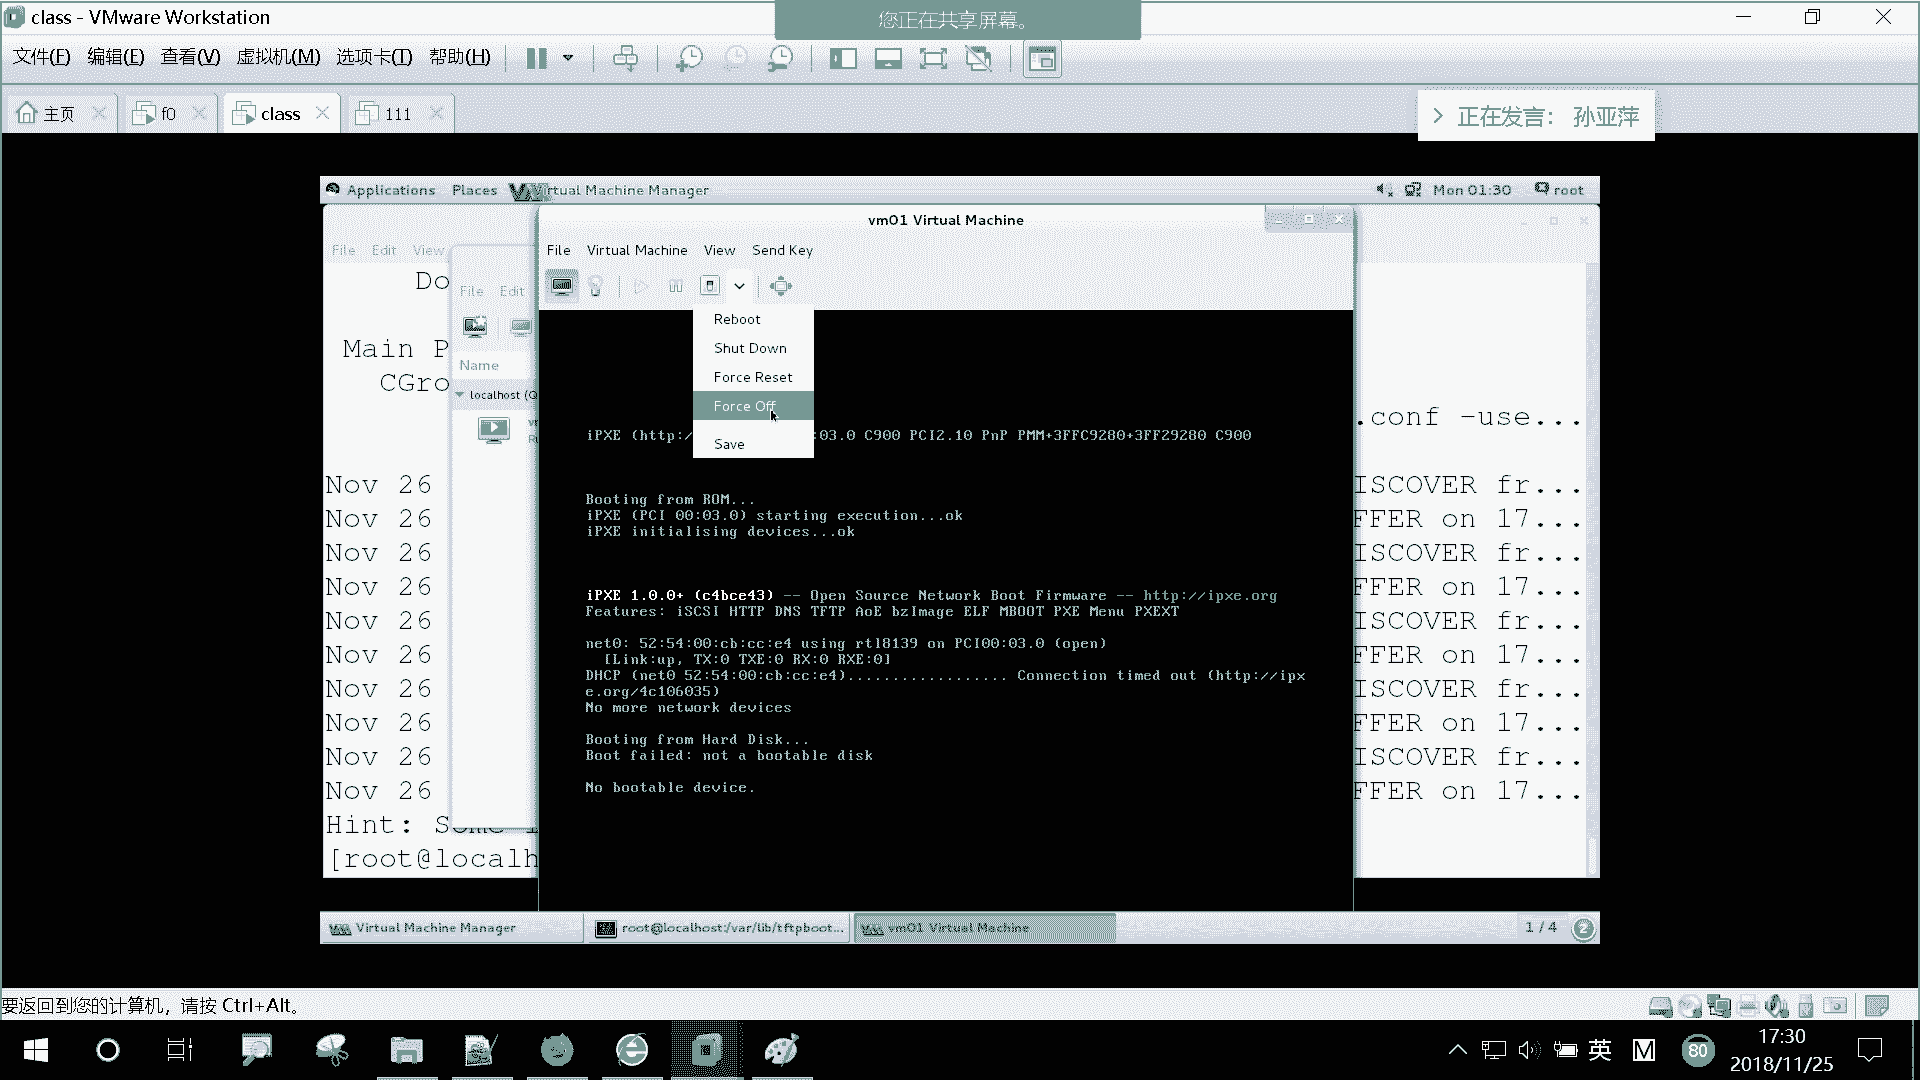 class - VMware Workstation
您正在共享屏幕。
文件(F) 编辑(E) 查看(V) 虚拟机(M) 选项卡(T) 帮助(H)
主页 f0 class 111
正在发言： 孙亚萍
Applications Places Virtual Machine Manager Mon 01:30 root
vm01 Virtual Machine
File Edit View
File Virtual Machine View Send Key
Do
File Edit
Reboot
Shut Down
Force Reset
Force Off
Save
Main P
Name
CGro
localhost (Q
.conf -use...
iPXE (http: :03.0 C900 PCI2.10 PnP PMM+3FFC9280+3FF29280 C900
Booting from ROM...
iPXE (PCI 00:03.0) starting execution...ok
iPXE initialising devices...ok
iPXE 1.0.0+ (c4bce43) -- Open Source Network Boot Firmware -- http://ipxe.org
Features: iSCSI HTTP DNS TFTP AoE bzImage ELF MBOOT PXE Menu PXEXT
net0: 52:54:00:cb:cc:e4 using rtl8139 on PCI00:03.0 (open)
[Link:up, TX:0 TXE:0 RX:0 RXE:0]
DHCP (net0 52:54:00:cb:cc:e4).................. Connection timed out (http://ipx
e.org/4c106035)
No more network devices
Booting from Hard Disk...
Boot failed: not a bootable disk
No bootable device.
Nov 26 ISCOVER fr...
Nov 26 FFER on 17...
Nov 26 ISCOVER fr...
Nov 26 FFER on 17...
Nov 26 ISCOVER fr...
Nov 26 FFER on 17...
Nov 26 ISCOVER fr...
Nov 26 FFER on 17...
Nov 26 ISCOVER fr...
Nov 26 FFER on 17...
Hint:
[root@localh
Virtual Machine Manager root@localhost:/var/lib/tftpboot... vm01 Virtual Machine 1 / 4 2
要返回到您的计算机，请按 Ctrl+Alt。
英 M 80
17:30
2018/11/25